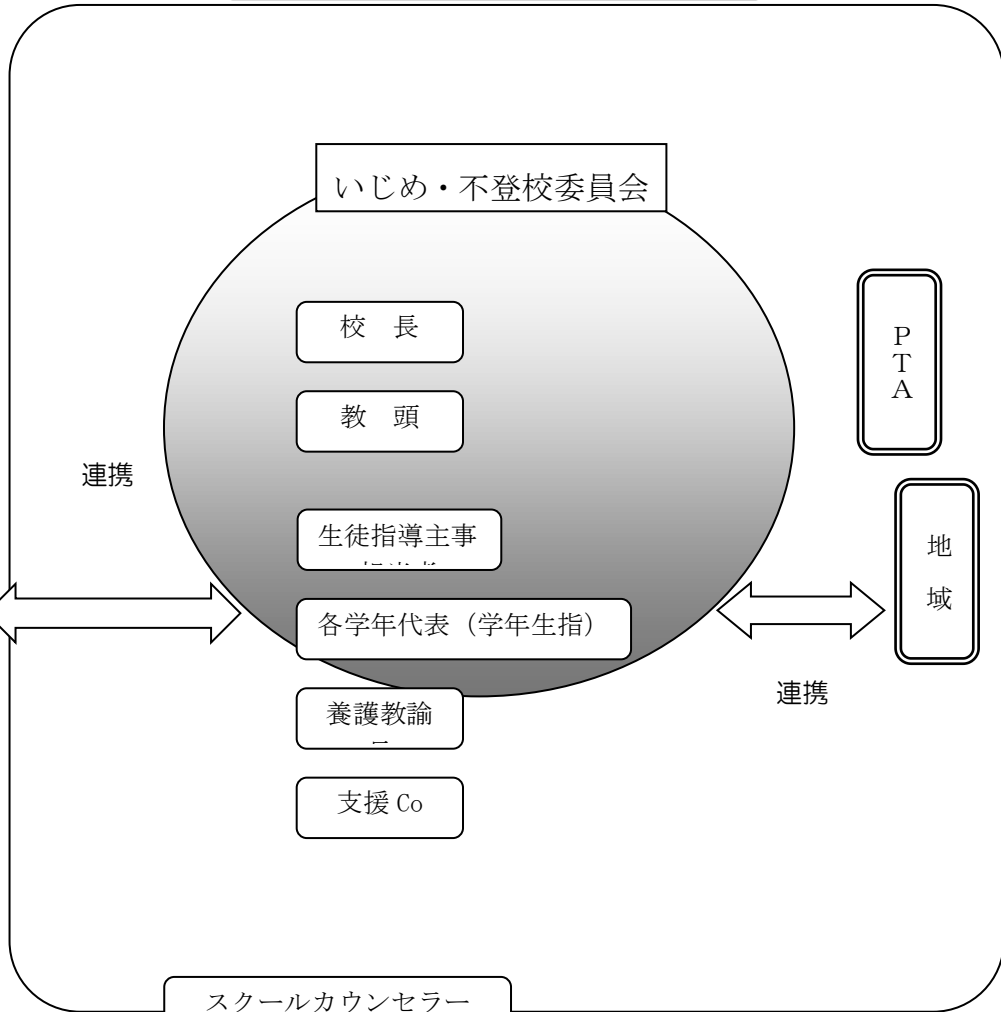 いじめ・不登校委員会
校　長
教　頭
PTA
連携
生徒指導主事
地域
各学年代表（学年生指）
連携
養護教諭
支援 Co
スクールカウンセラー